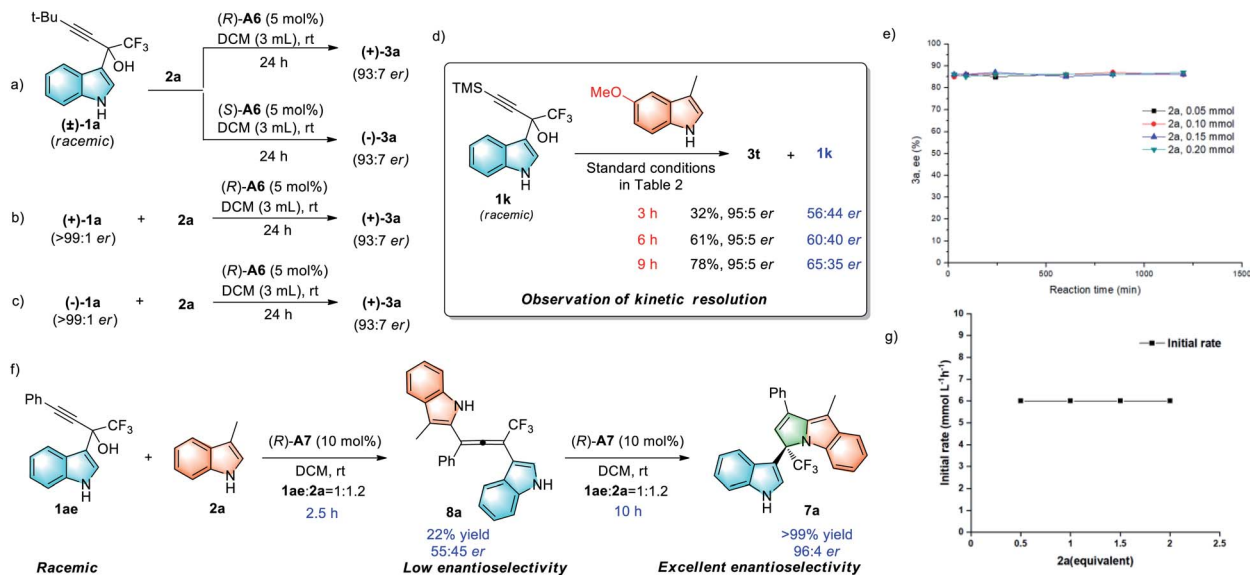 a)
t-Bu
CF3
OH
N
H
(±)-1a
(racemic)
2a
(R)-A6 (5 mol%)
DCM (3 mL), rt
24 h
(+)-3a
(93:7 er)
(S)-A6 (5 mol%)
DCM (3 mL), rt
24 h
(-)-3a
(93:7 er)
b)
(+)-1a + 2a
(>99:1 er)
(R)-A6 (5 mol%)
DCM (3 mL), rt
24 h
(+)-3a
(93:7 er)
c)
(-)-1a + 2a
(>99:1 er)
(R)-A6 (5 mol%)
DCM (3 mL), rt
24 h
(+)-3a
(93:7 er)
d)
TMS
CF3
OH
N
H
1k
(racemic)
MeO
N
H
Standard conditions
in Table 2
3t + 1k
3 h 32%, 95:5 er 56:44 er
6 h 61%, 95:5 er 60:40 er
9 h 78%, 95:5 er 65:35 er
Observation of kinetic resolution
e)
3a, ee (%)
100
90
80
70
60
50
40
30
20
10
0
2a, 0.05 mmol
2a, 0.10 mmol
2a, 0.15 mmol
2a, 0.20 mmol
0 500 1000 1500
Reaction time (min)
f)
Ph
CF3
OH
N
H
1ae
Racemic
+
N
H
2a
(R)-A7 (10 mol%)
DCM, rt
1ae:2a=1:1.2
2.5 h
NH
CF3
Ph
N
H
8a
22% yield
55:45 er
Low enantioselectivity
(R)-A7 (10 mol%)
DCM, rt
1ae:2a=1:1.2
10 h
Ph
N
CF3
N
H
7a
>99% yield
96:4 er
Excellent enantioselectivity
g)
Initial rate (mmol L-1h-1)
10
9
8
7
6
5
4
3
2
1
0
Initial rate
0.5 1 1.5 2 2.5
2a(equivalent)